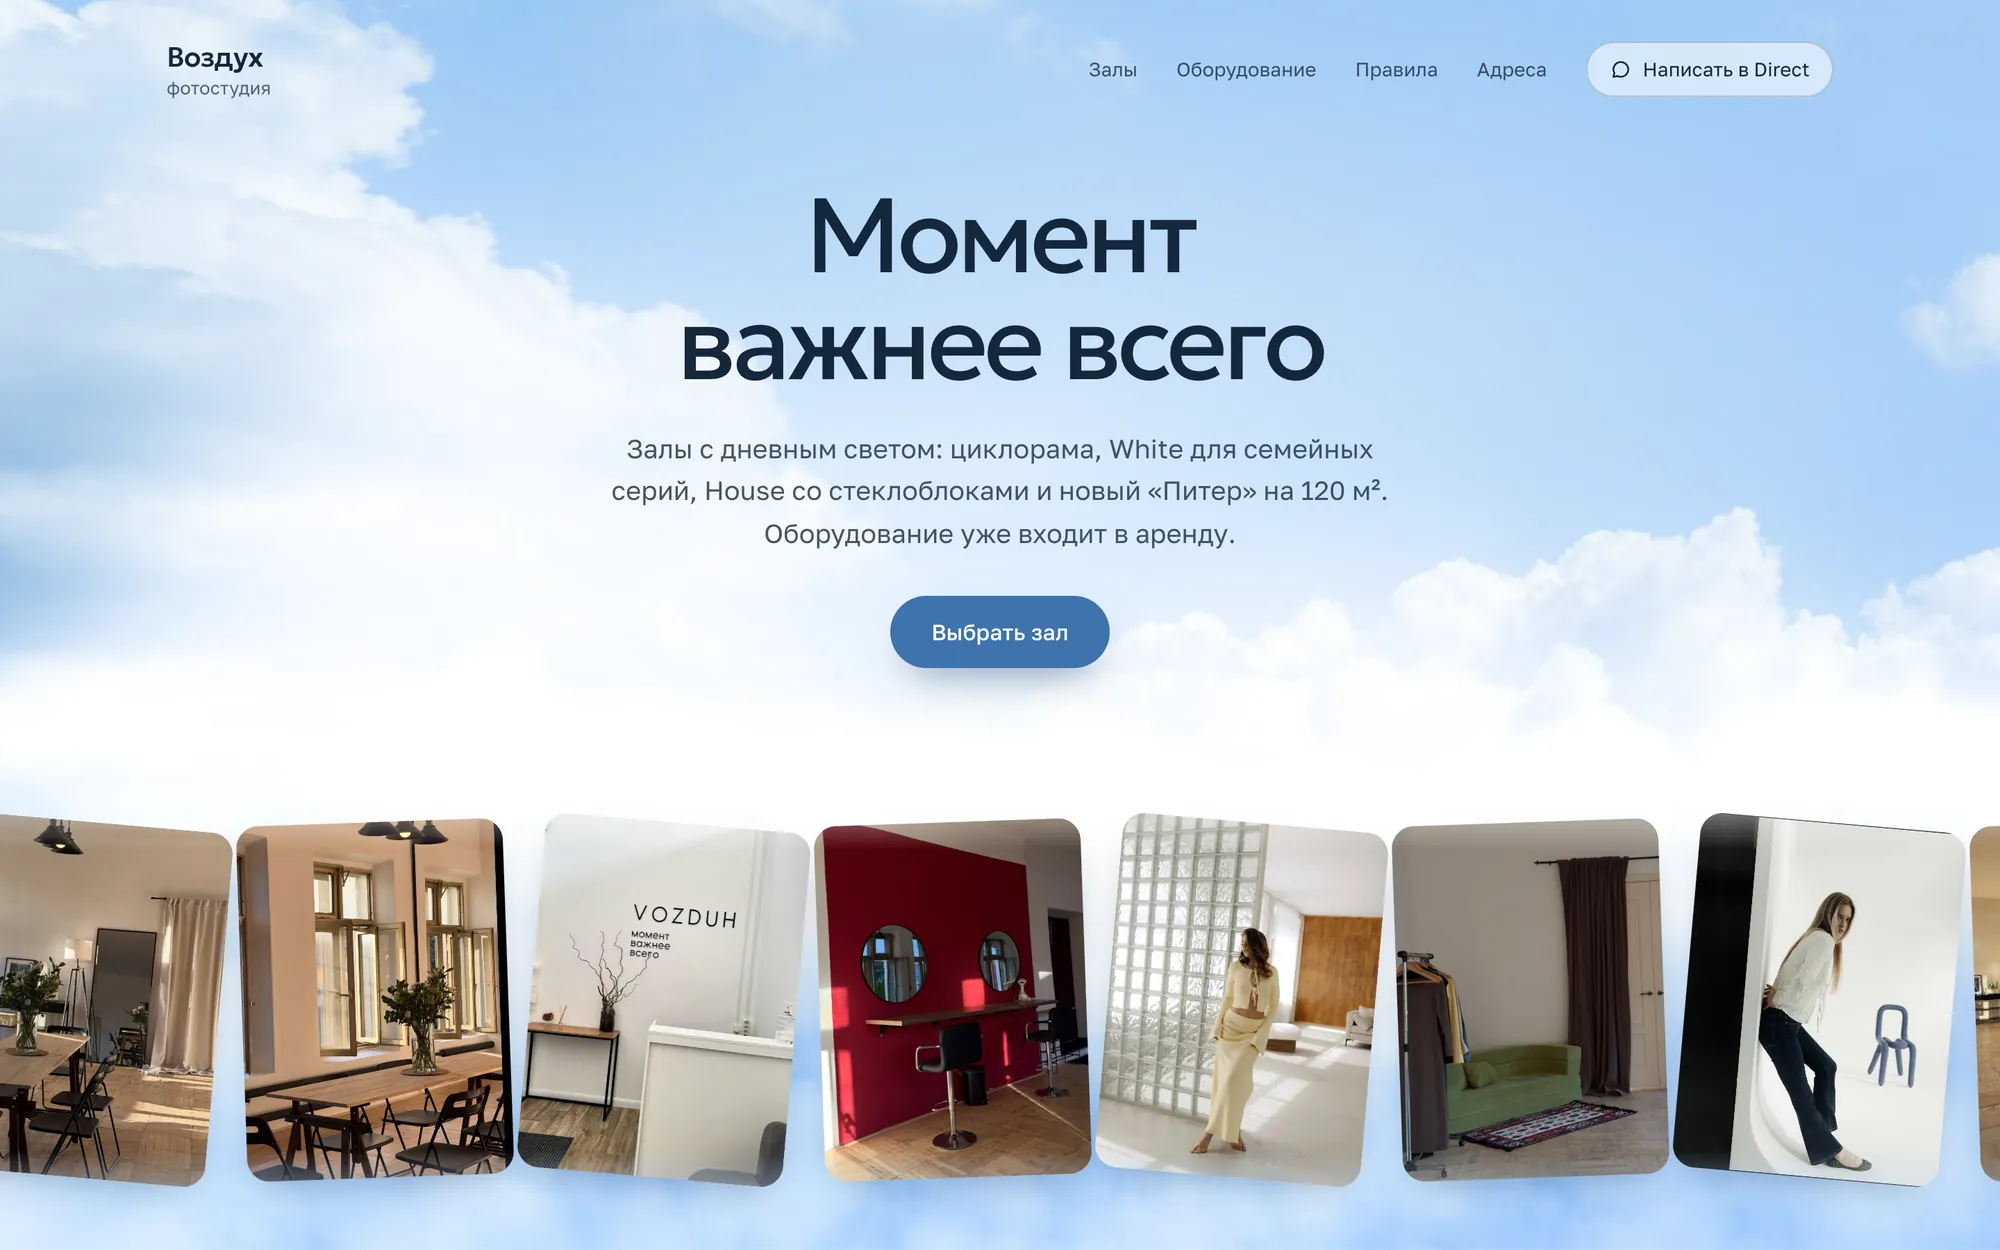 Воздух
фотостудия
Залы
Оборудование
Правила
Адреса
Написать в Direct
Момент
важнее всего
Залы с дневным светом: циклорама, White для семейных
серий, House со стеклоблоками и новый «Питер» на 120 м².
Оборудование уже входит в аренду.
Выбрать зал
VOZDUH
момент
важнее
всего